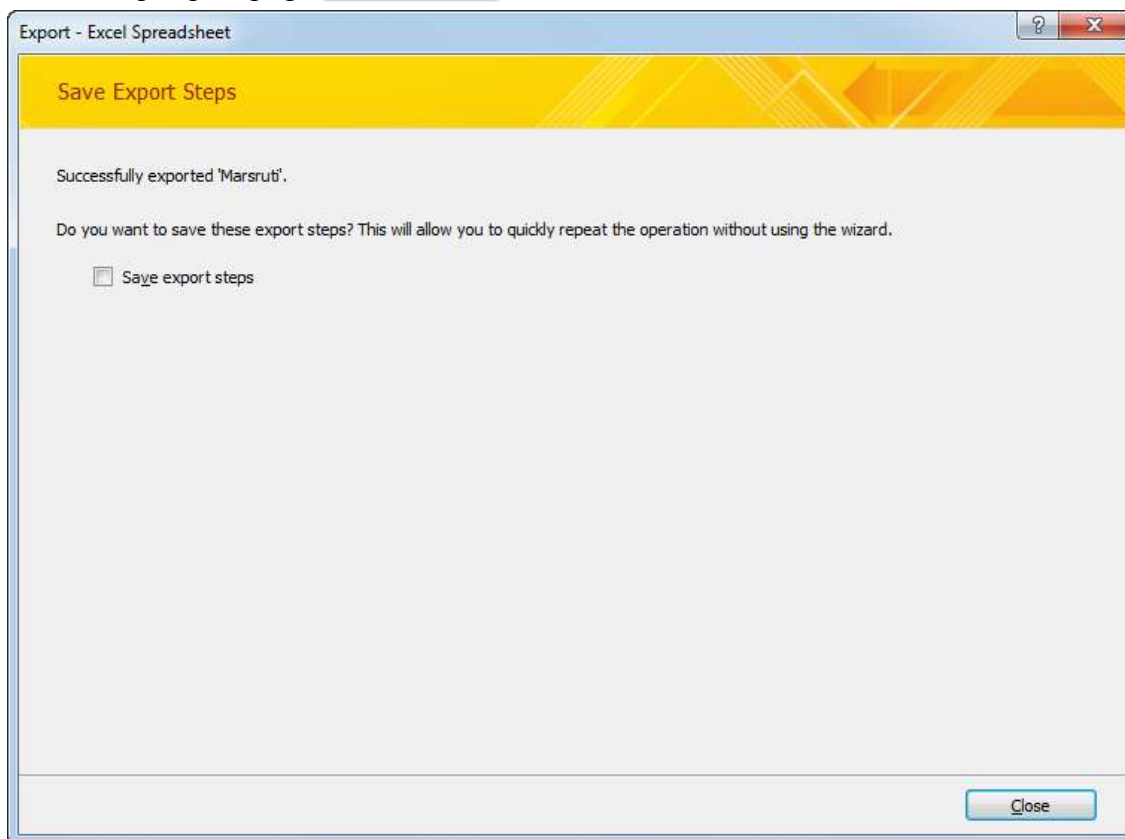 Export - Excel Spreadsheet
Save Export Steps
Successfully exported 'Marsruti'.
Do you want to save these export steps? This will allow you to quickly repeat the operation without using the wizard.
Save export steps
Close